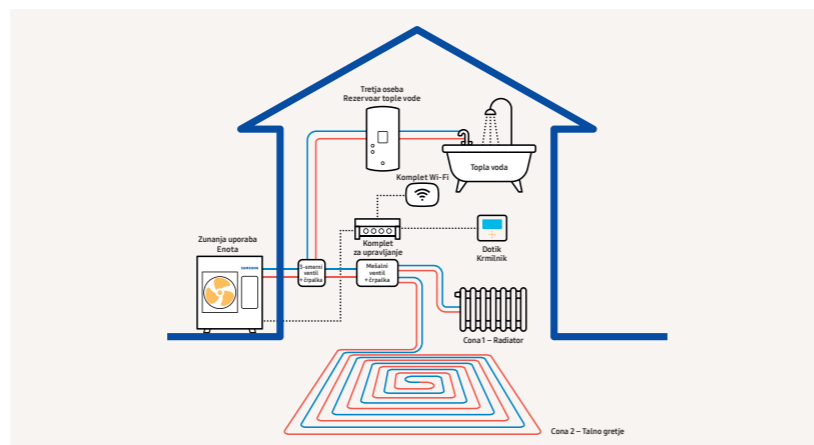 Tretja oseba
Rezervoar tople vode
Topla voda
Komplet Wi-Fi
Zunanja uporaba
Enota
SAMSUNG
Komplet
za upravljanje
Dotik
Krmilnik
3-smerni
ventil
+ črpalka
Mešalni
ventil
+ črpalka
Cona 1 – Radiator
Cona 2 – Talno gretje